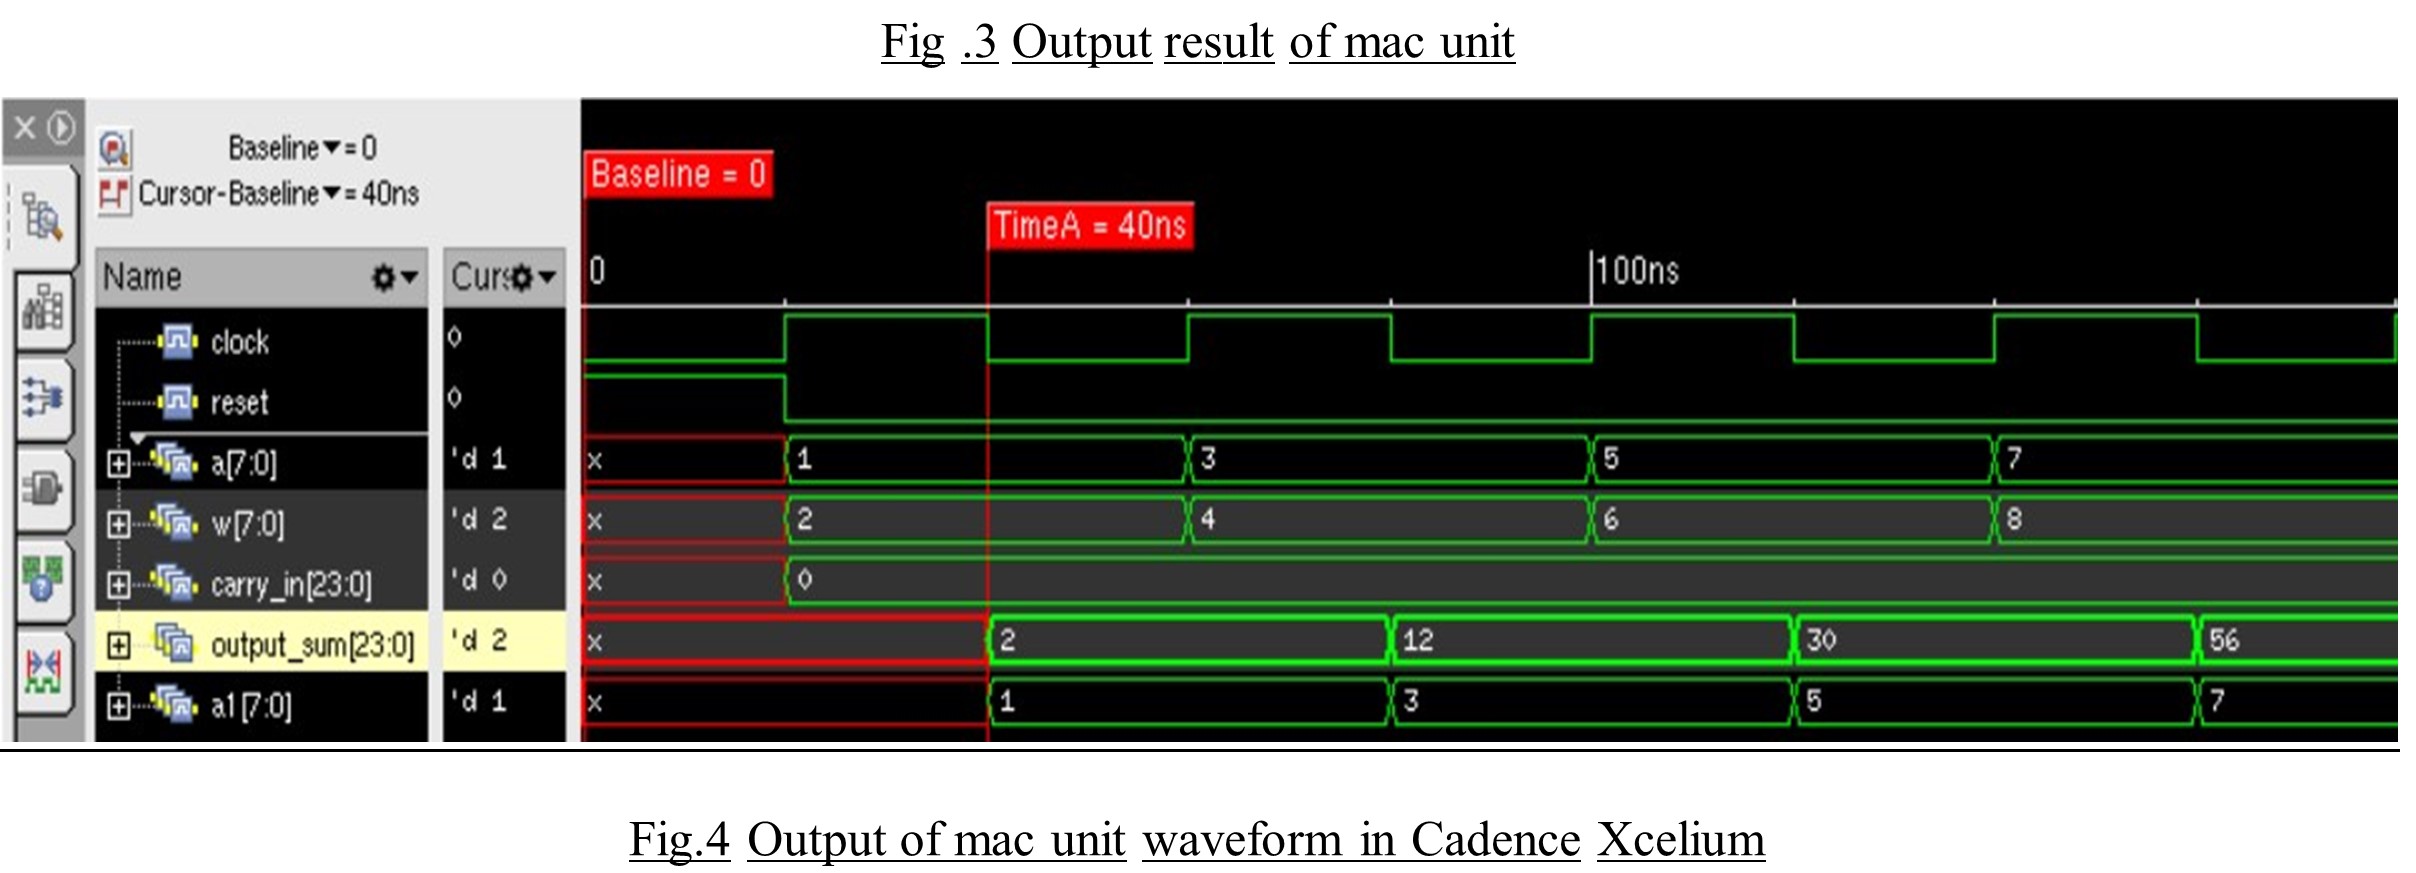 Fig .3 Output result of mac unit
Baseline▼= 0
Cursor-Baseline▼= 40ns
Baseline = 0
TimeA = 40ns
0
100ns
Name
Curs
clock 0
reset 0
a[7:0] 'd 1 x 1 3 5 7
w[7:0] 'd 2 x 2 4 6 8
carry_in[23:0] 'd 0 x 0
output_sum[23:0] 'd 2 x 2 12 30 56
a1[7:0] 'd 1 x 1 3 5 7
Fig.4 Output of mac unit waveform in Cadence Xcelium